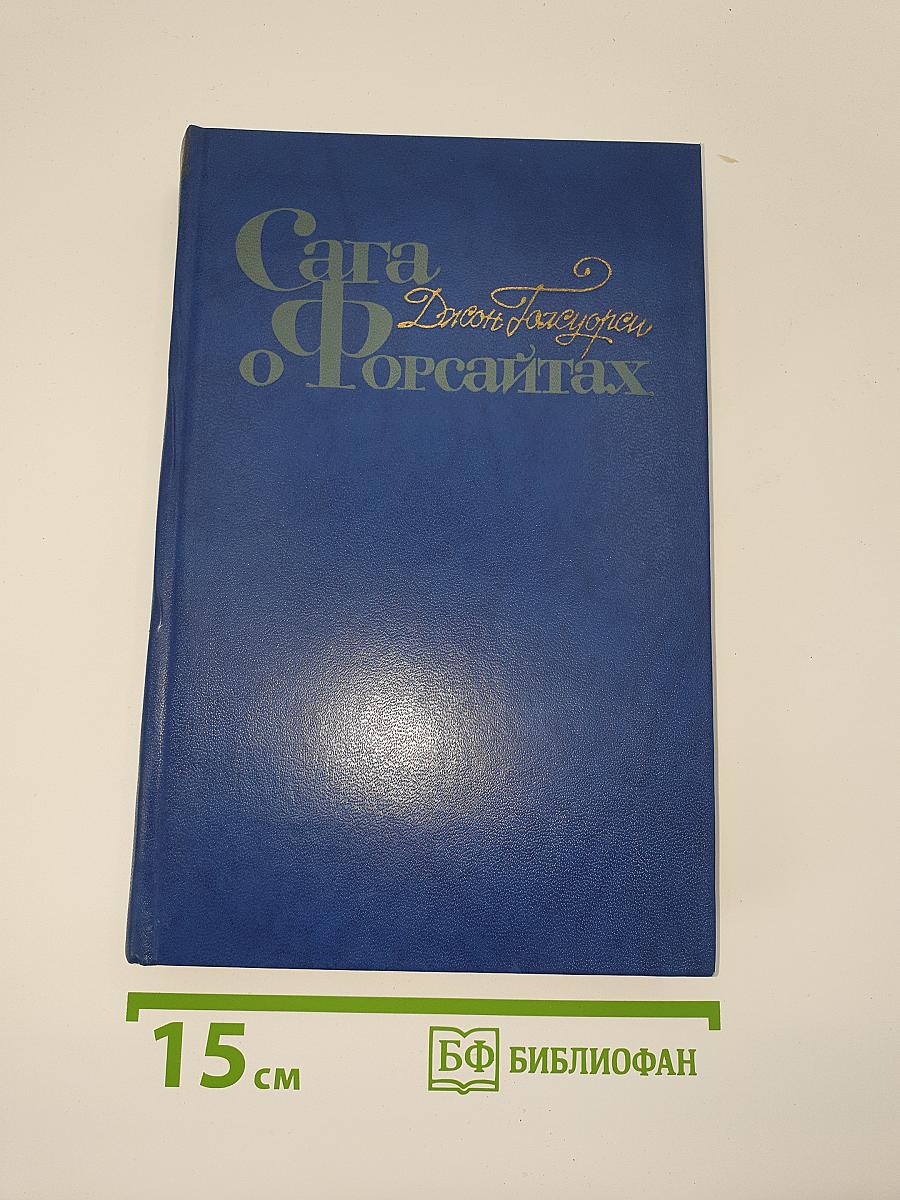 Сага
Джон Голсуорси
о Форсайтах
15 см
БФ БИБЛИОФАН